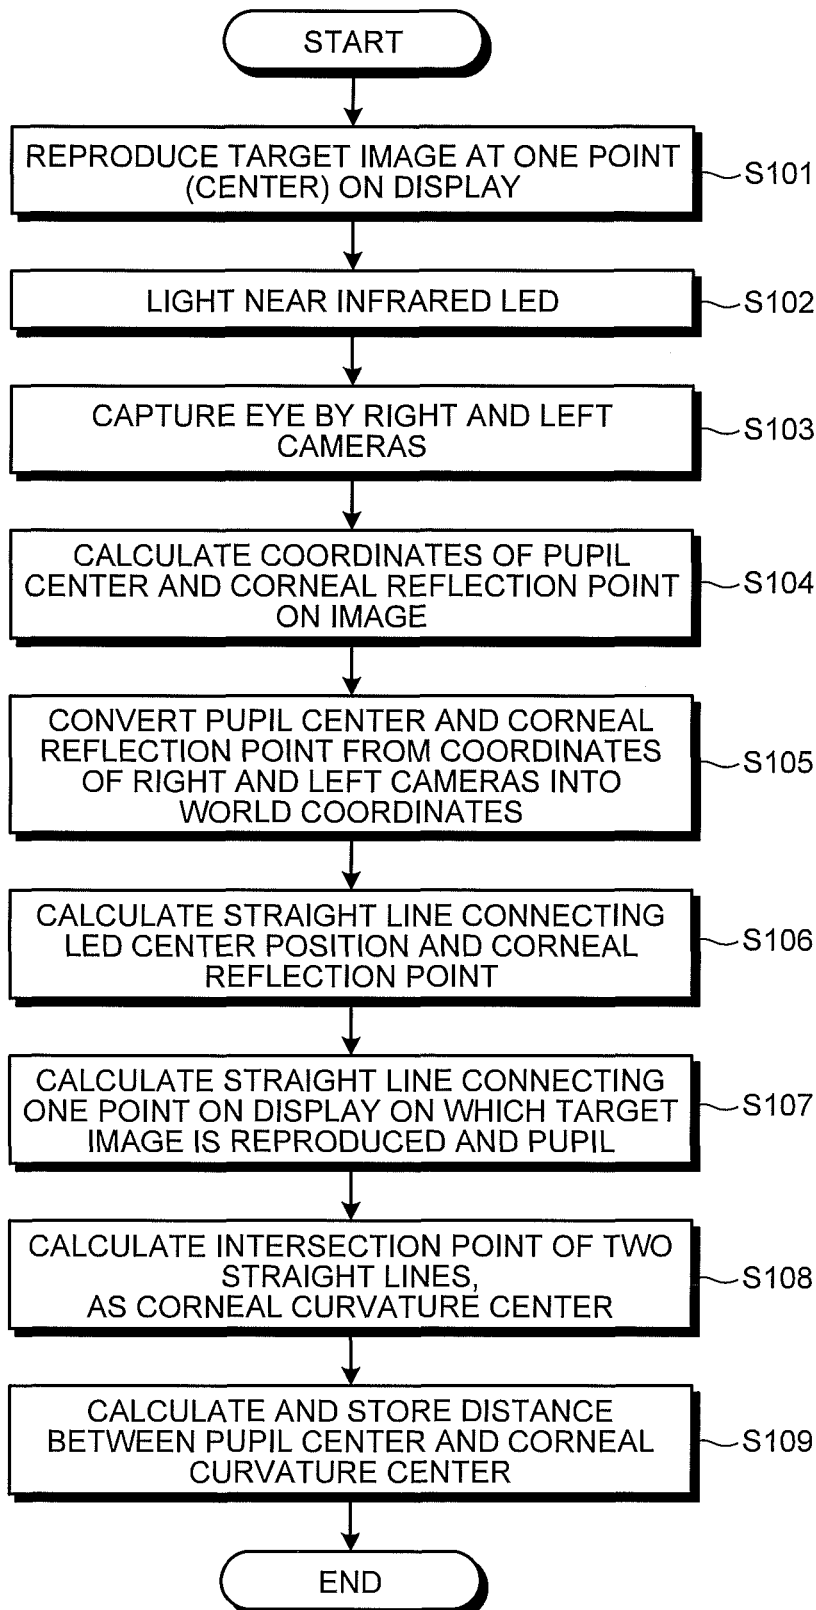 START
REPRODUCE TARGET IMAGE AT ONE POINT
(CENTER) ON DISPLAY
S101
LIGHT NEAR INFRARED LED
S102
CAPTURE EYE BY RIGHT AND LEFT
CAMERAS
S103
CALCULATE COORDINATES OF PUPIL
CENTER AND CORNEAL REFLECTION POINT
ON IMAGE
S104
CONVERT PUPIL CENTER AND CORNEAL
REFLECTION POINT FROM COORDINATES
OF RIGHT AND LEFT CAMERAS INTO
WORLD COORDINATES
S105
CALCULATE STRAIGHT LINE CONNECTING
LED CENTER POSITION AND CORNEAL
REFLECTION POINT
S106
CALCULATE STRAIGHT LINE CONNECTING
ONE POINT ON DISPLAY ON WHICH TARGET
IMAGE IS REPRODUCED AND PUPIL
S107
CALCULATE INTERSECTION POINT OF TWO
STRAIGHT LINES,
AS CORNEAL CURVATURE CENTER
S108
CALCULATE AND STORE DISTANCE
BETWEEN PUPIL CENTER AND CORNEAL
CURVATURE CENTER
S109
END